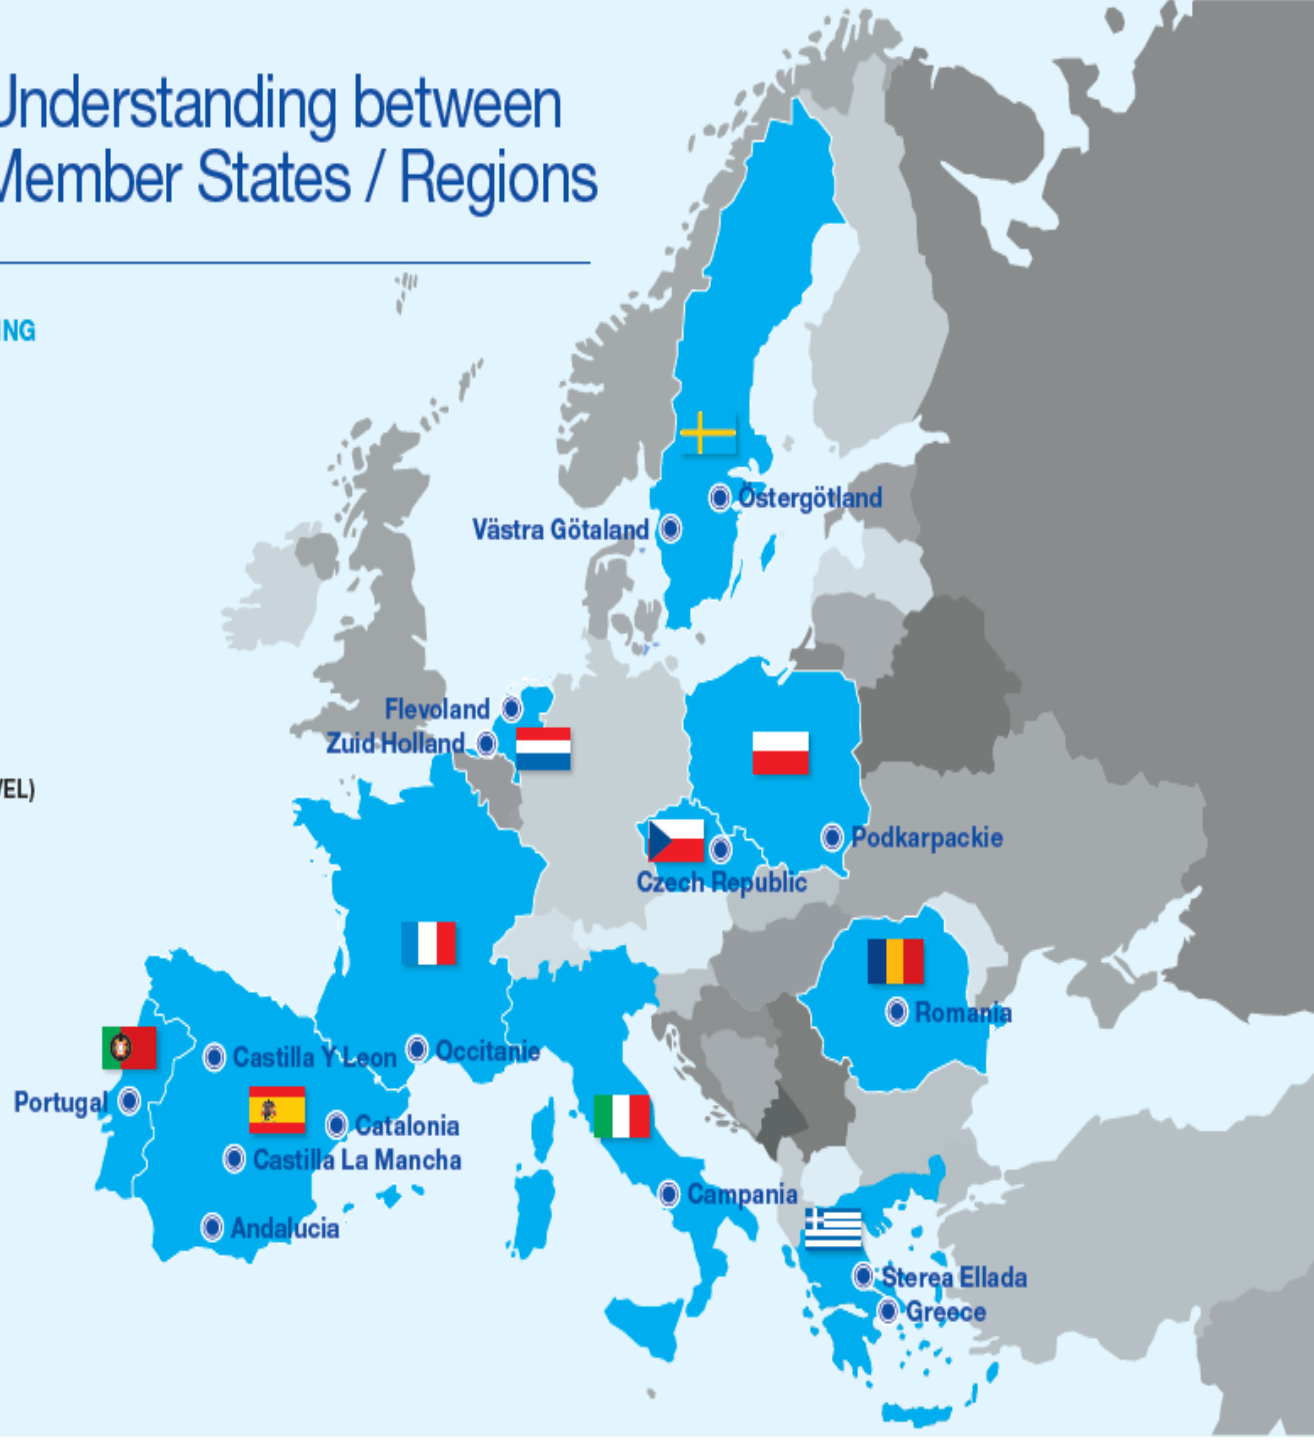 Understanding between
Member States / Regions
ING
VEL)
Östergötland
Västra Götaland
Flevoland
Zuid Holland
Podkarpackie
Czech Republic
Romania
Castilla Y Leon
Occitanie
Portugal
Catalonia
Castilla La Mancha
Campania
Andalucia
Sterea Ellada
Greece